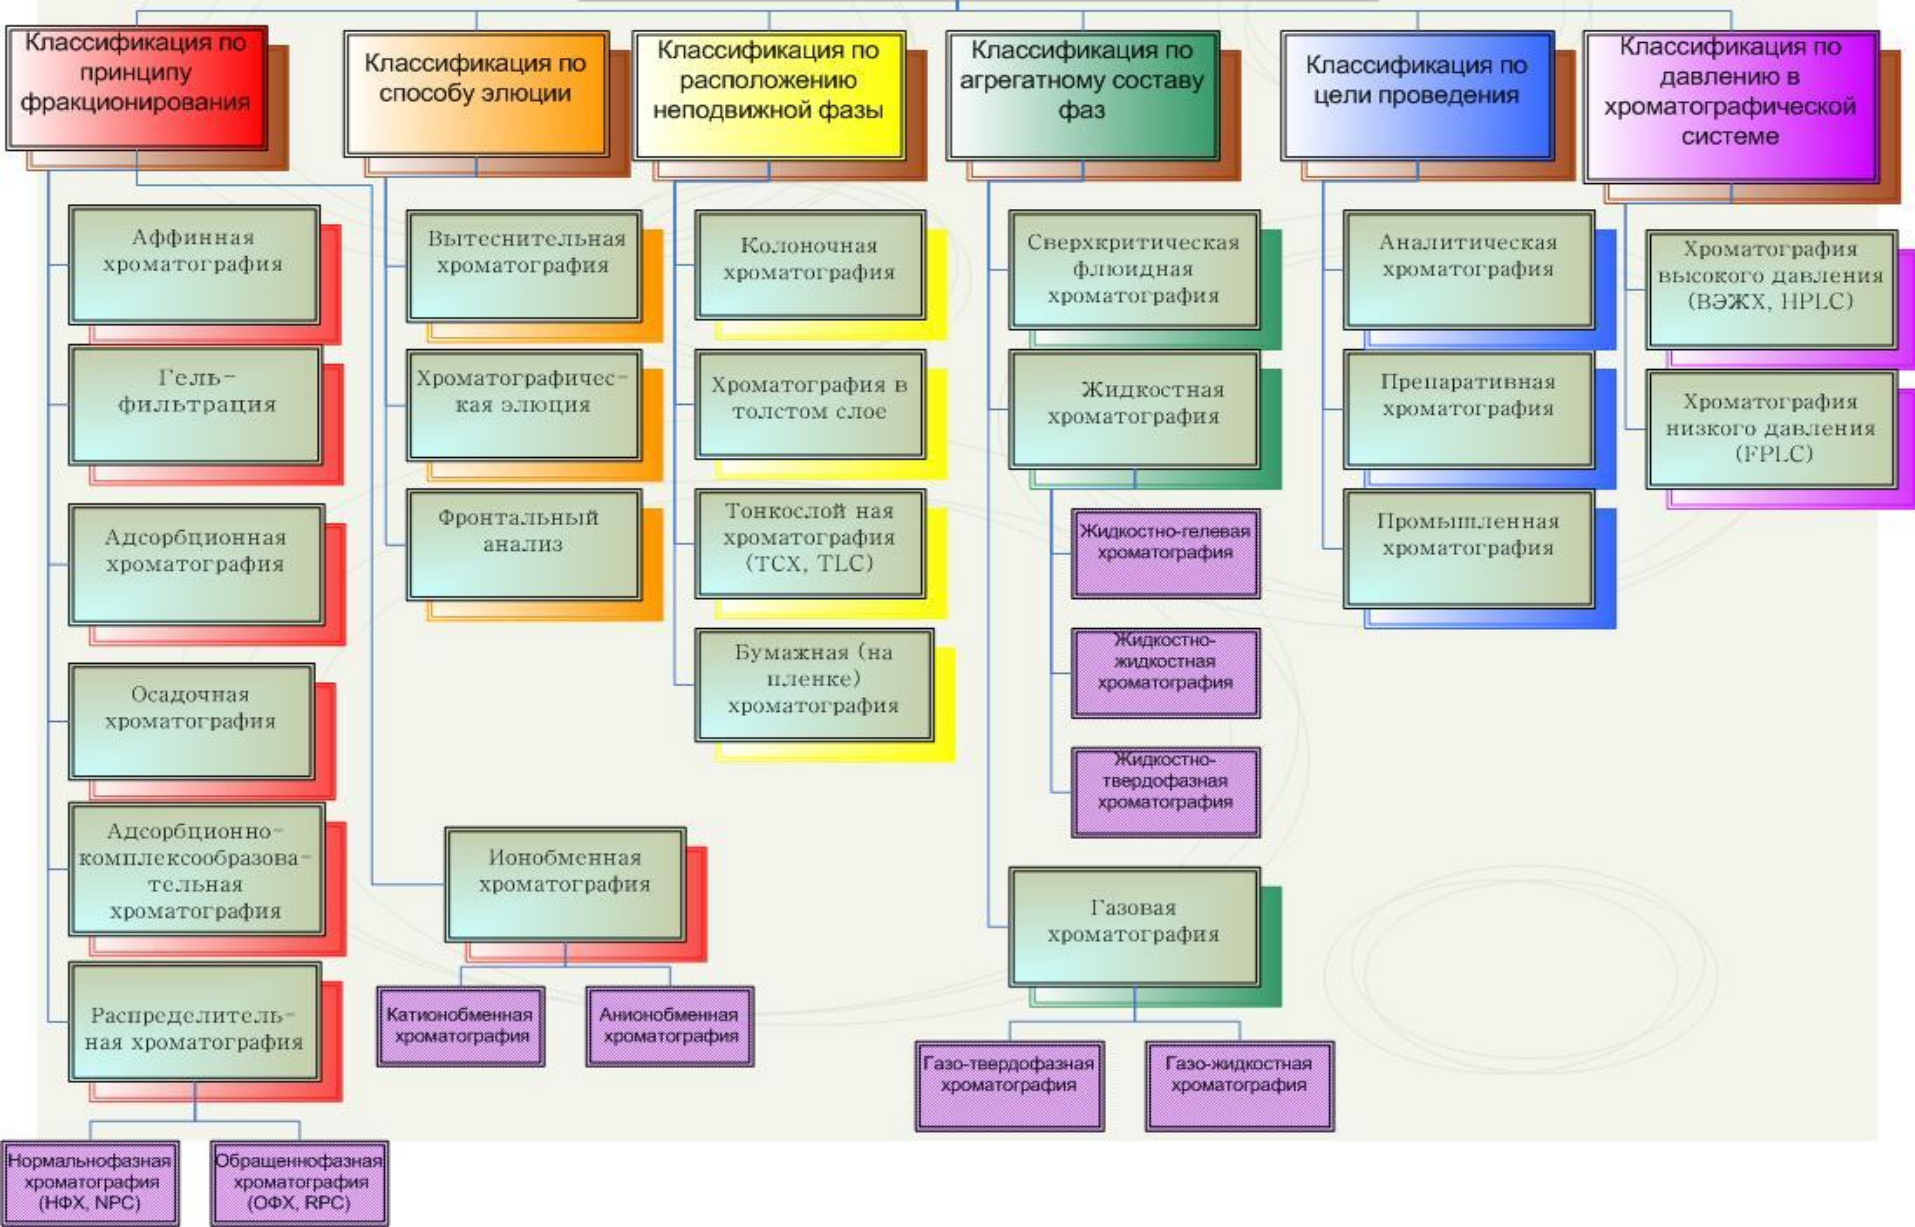 Классификация по
принципу
фракционирования
Классификация по
способу элюции
Классификация по
расположению
неподвижной фазы
Классификация по
агрегатному составу
фаз
Классификация по
цели проведения
Классификация по
давлению в
хроматографической
системе
Аффинная
хроматография
Гель-
фильтрация
Адсорбционная
хроматография
Осадочная
хроматография
Адсорбционно-
комплексообразова-
тельная
хроматография
Распределитель-
ная хроматография
Нормальнофазная
хроматография
(НФХ, NPC)
Обращеннофазная
хроматография
(ОФХ, RPC)
Ионобменная
хроматография
Катионобменная
хроматография
Анионобменная
хроматография
Вытеснительная
хроматография
Хроматографичес-
кая элюция
Фронтальный
анализ
Колоночная
хроматография
Хроматография в
толстом слое
Тонкослой ная
хроматография
(ТСХ, TLC)
Бумажная (на
пленке)
хроматография
Сверхкритическая
флюидная
хроматография
Жидкостная
хроматография
Жидкостно-гелевая
хроматография
Жидкостно-
жидкостная
хроматография
Жидкостно-
твердофазная
хроматография
Газовая
хроматография
Газо-твердофазная
хроматография
Газо-жидкостная
хроматография
Аналитическая
хроматография
Препаративная
хроматография
Промышленная
хроматография
Хроматография
высокого давления
(ВЭЖХ, HPLC)
Хроматография
низкого давления
(FPLC)